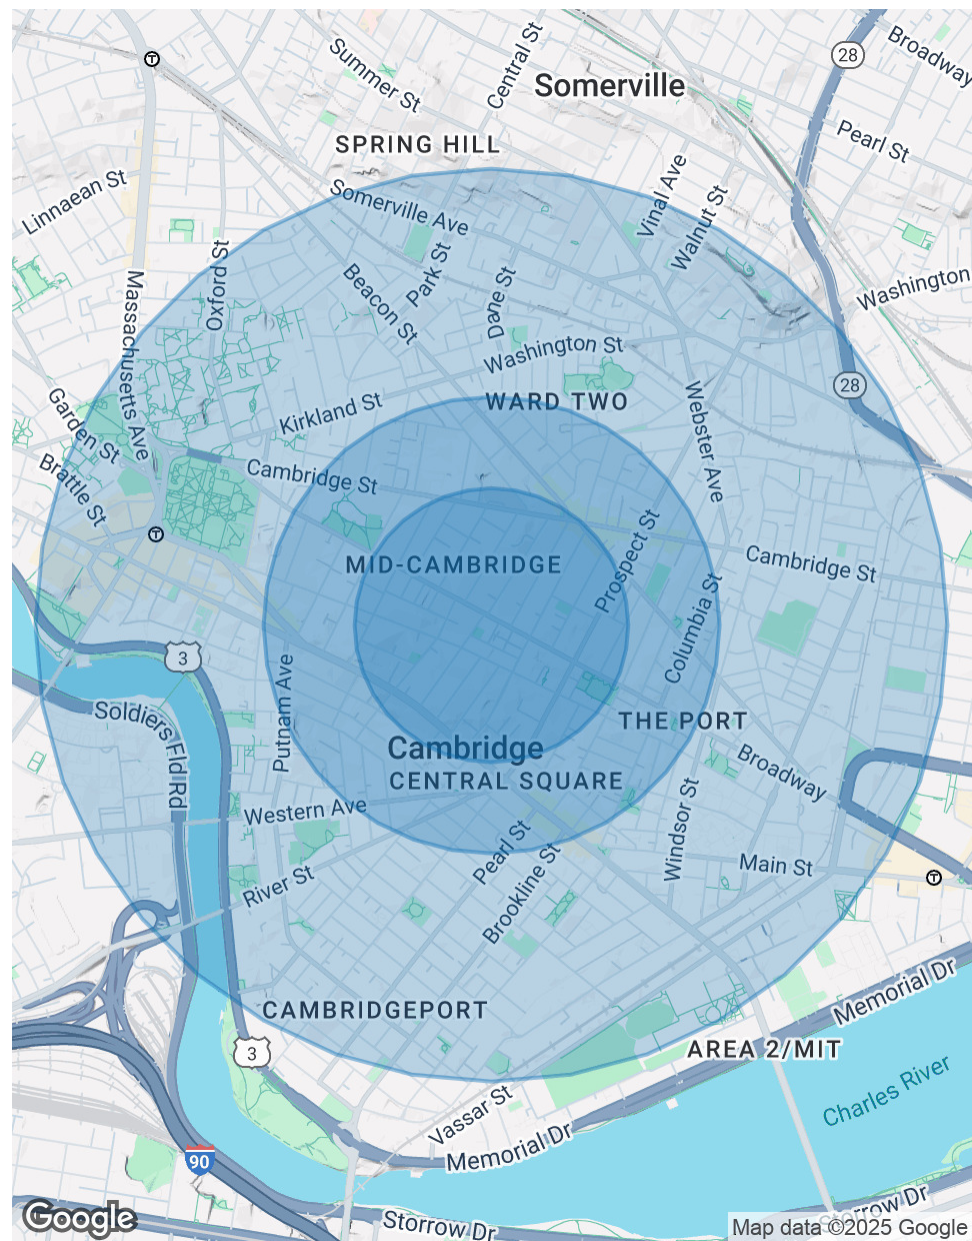 28
Broadway
Summer St
Central St
Somerville
Pearl St
SPRING HILL
Linnaean St
Somerville Ave
Vinal Ave
Walnut St
Oxford St
Park St
Beacon St
Dane St
Washington
Massachusetts Ave
Washington St
28
Kirkland St
WARD TWO
Garden St
Webster Ave
Brattle St
Cambridge St
Prospect St
Cambridge St
MID-CAMBRIDGE
Columbia St
3
Putnam Ave
Soldiers Fld Rd
THE PORT
Cambridge
CENTRAL SQUARE
Broadway
Western Ave
Windsor St
Pearl St
Main St
River St
Brookline St
CAMBRIDGEPORT
Memorial Dr
3
AREA 2/MIT
Charles River
Vassar St
Memorial Dr
90
Storrow Dr
Storrow Dr
Google
Map data ©2025 Google
T
T
T